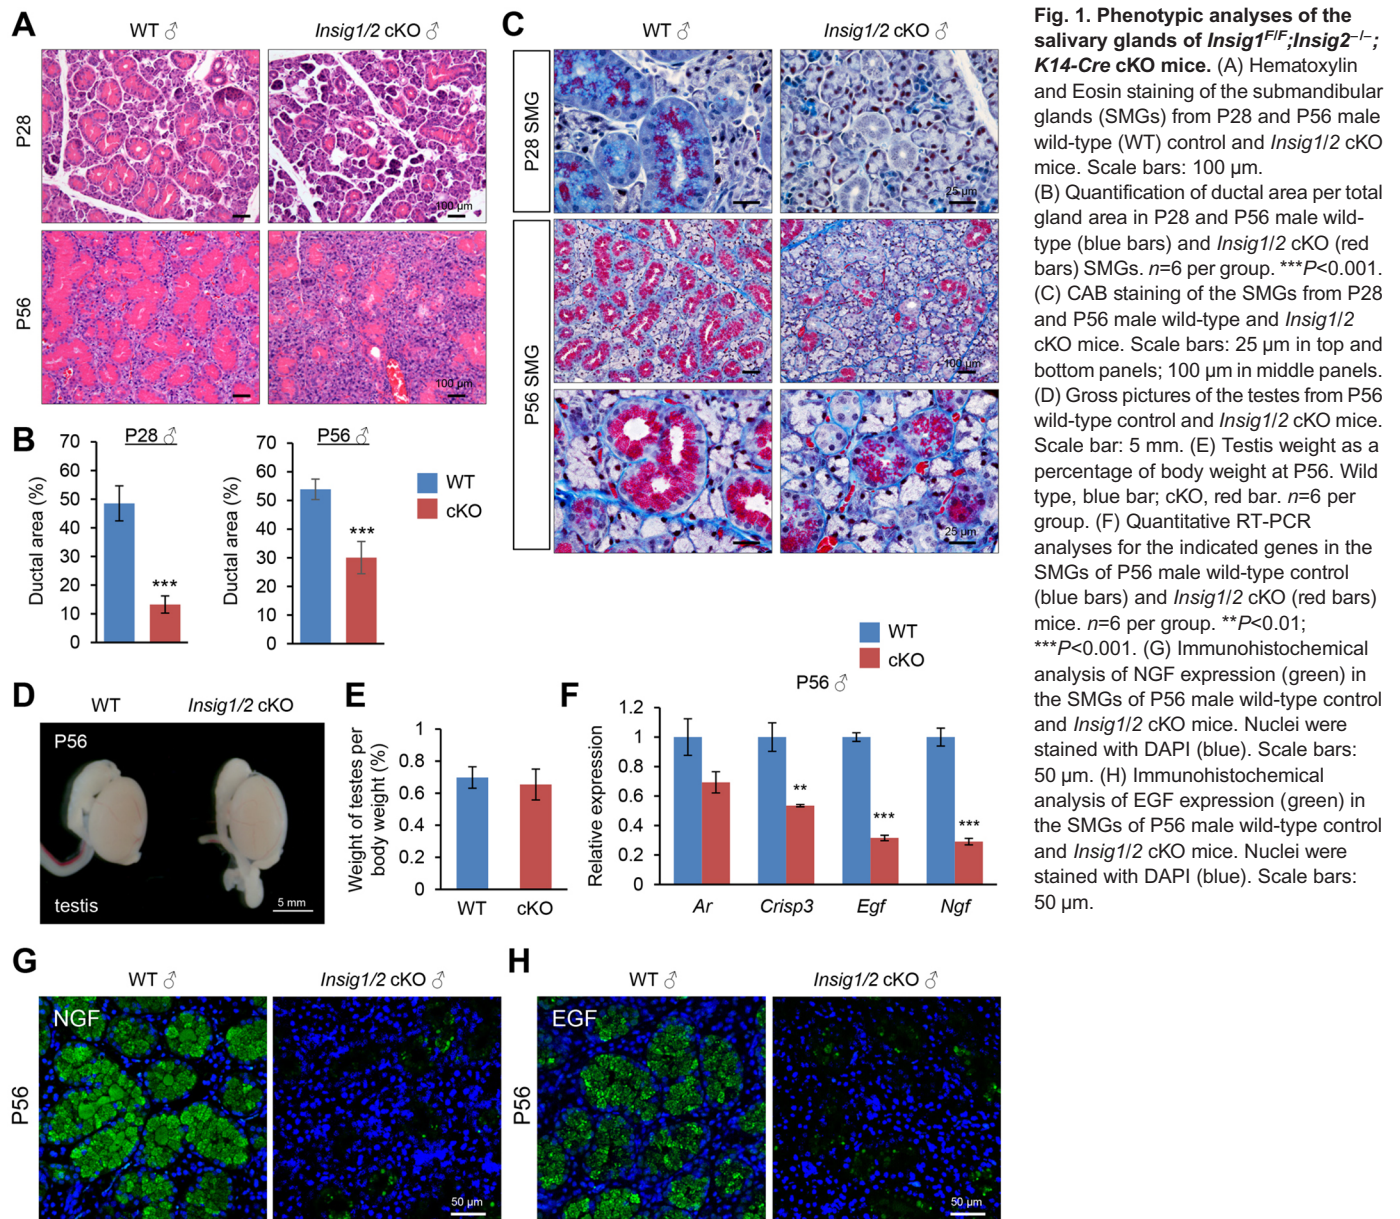 A
WT ♂
Insig1/2 cKO ♂
P28
100 µm
P56
100 µm
B
P28 ♂
70
60
50
40
30
20
10
0
Ductal area (%)
***
P56 ♂
70
60
50
40
30
20
10
0
Ductal area (%)
***
WT
cKO
C
WT ♂
Insig1/2 cKO ♂
P28 SMG
25 µm
P56 SMG
100 µm
25 µm
D
WT
Insig1/2 cKO
P56
testis
5 mm
E
Weight of testes per
body weight (%)
1
0.8
0.6
0.4
0.2
0
WT
cKO
F
WT
cKO
P56 ♂
Relative expression
1.2
1
0.8
0.6
0.4
0.2
0
**
***
***
Ar
Crisp3
Egf
Ngf
G
WT ♂
Insig1/2 cKO ♂
P56
NGF
50 µm
H
WT ♂
Insig1/2 cKO ♂
P56
EGF
50 µm
Fig. 1. Phenotypic analyses of the
salivary glands of Insig1F/F;Insig2−/−;
K14-Cre cKO mice. (A) Hematoxylin
and Eosin staining of the submandibular
glands (SMGs) from P28 and P56 male
wild-type (WT) control and Insig1/2 cKO
mice. Scale bars: 100 µm.
(B) Quantification of ductal area per total
gland area in P28 and P56 male wild-
type (blue bars) and Insig1/2 cKO (red
bars) SMGs. n=6 per group. ***P<0.001.
(C) CAB staining of the SMGs from P28
and P56 male wild-type and Insig1/2
cKO mice. Scale bars: 25 µm in top and
bottom panels; 100 µm in middle panels.
(D) Gross pictures of the testes from P56
wild-type control and Insig1/2 cKO mice.
Scale bar: 5 mm. (E) Testis weight as a
percentage of body weight at P56. Wild
type, blue bar; cKO, red bar. n=6 per
group. (F) Quantitative RT-PCR
analyses for the indicated genes in the
SMGs of P56 male wild-type control
(blue bars) and Insig1/2 cKO (red bars)
mice. n=6 per group. **P<0.01;
***P<0.001. (G) Immunohistochemical
analysis of NGF expression (green) in
the SMGs of P56 male wild-type control
and Insig1/2 cKO mice. Nuclei were
stained with DAPI (blue). Scale bars:
50 µm. (H) Immunohistochemical
analysis of EGF expression (green) in
the SMGs of P56 male wild-type control
and Insig1/2 cKO mice. Nuclei were
stained with DAPI (blue). Scale bars:
50 µm.